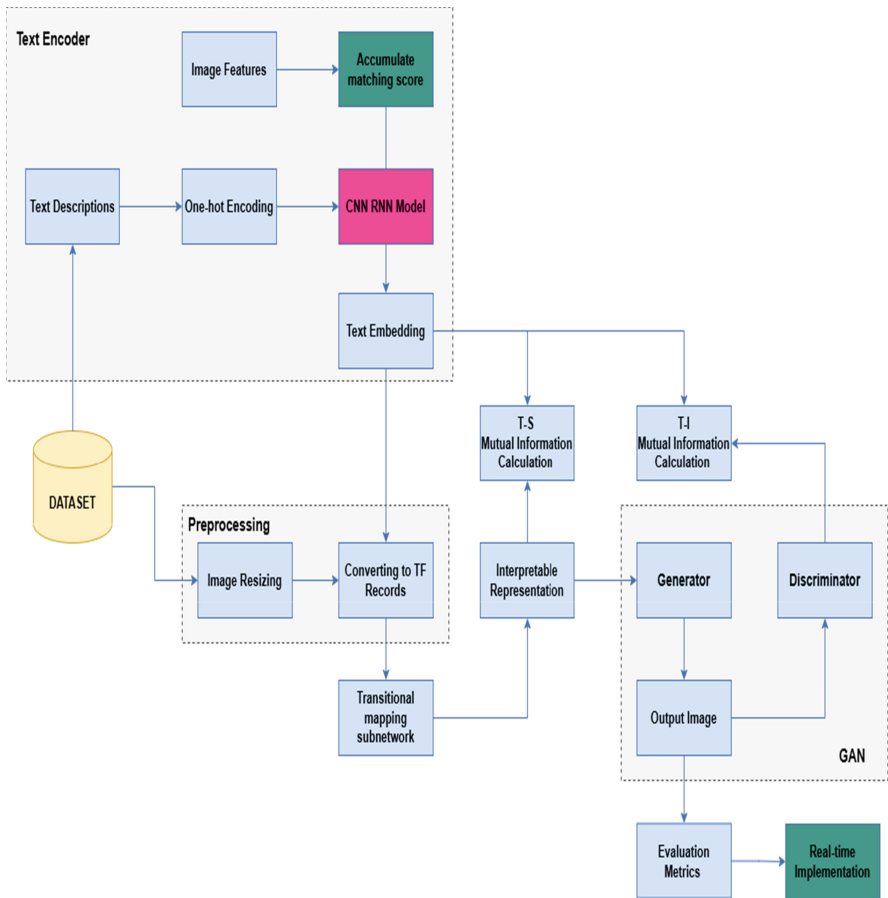 Text Encoder
Image Features
Accumulate
matching score
Text Descriptions
One-hot Encoding
CNN RNN Model
Text Embedding
T-S
Mutual Information
Calculation
T-I
Mutual Information
Calculation
DATASET
Preprocessing
Image Resizing
Converting to TF
Records
Interpretable
Representation
Generator
Discriminator
Transitional
mapping
subnetwork
Output Image
GAN
Evaluation
Metrics
Real-time
Implementation